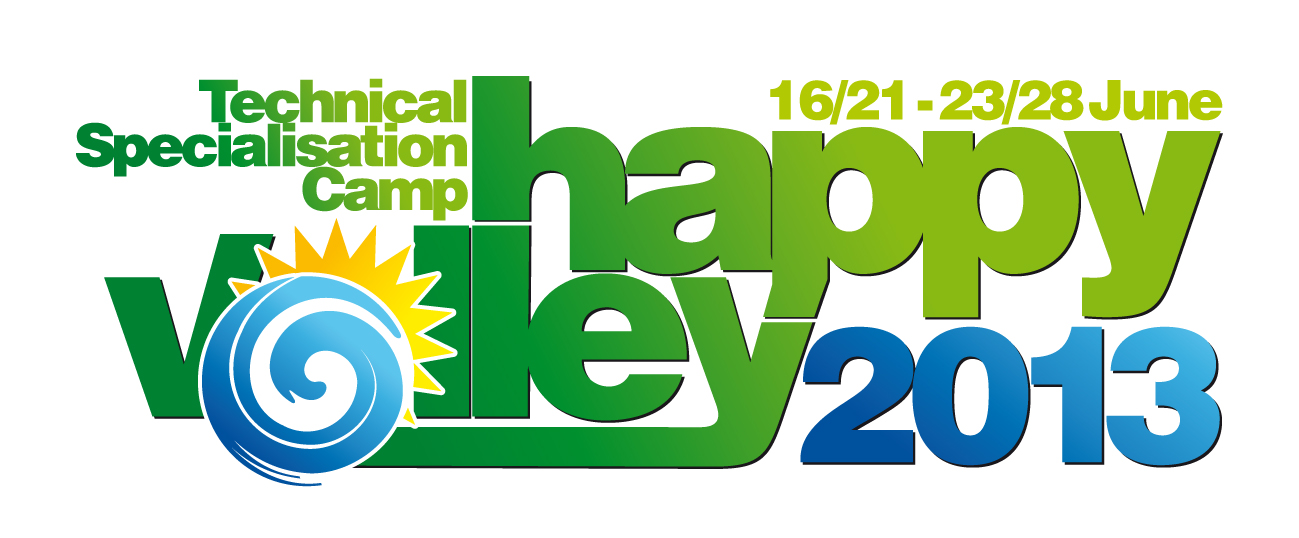 Technical
Specialisation
Camp
16/21 - 23/28 June
happy
volley
2013